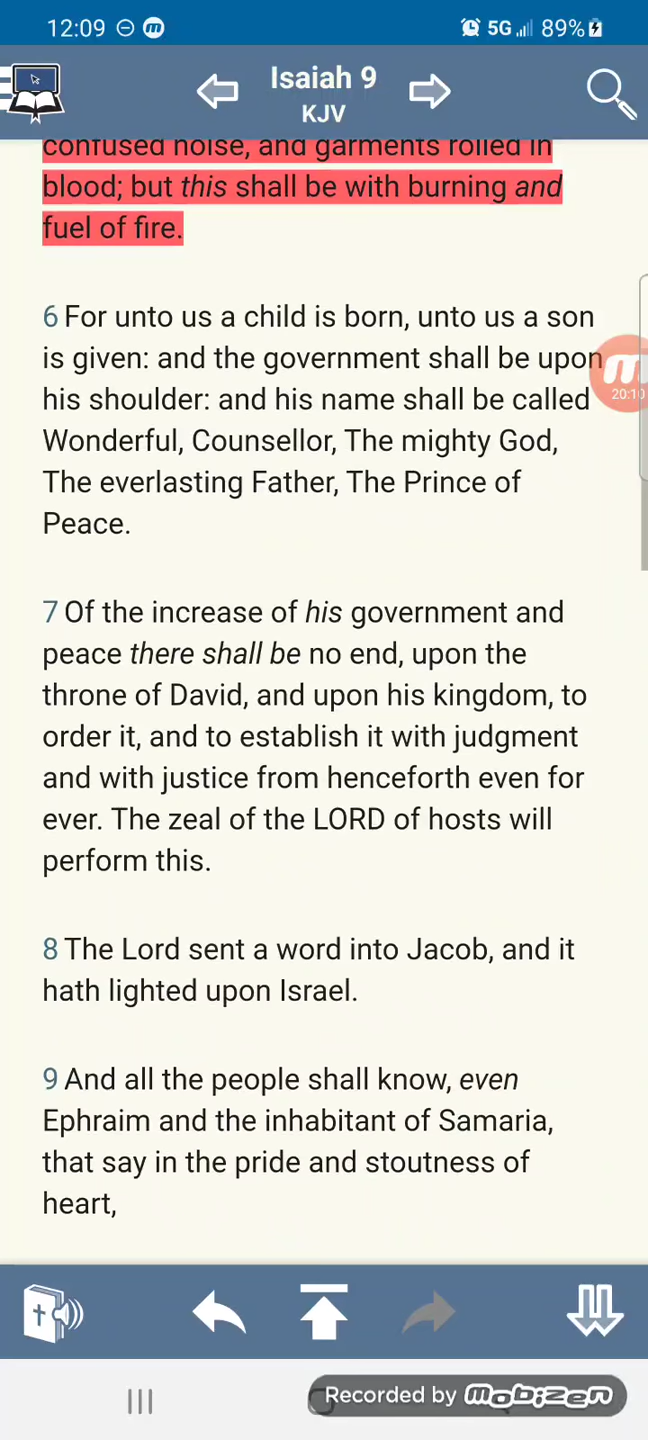 12:09 m 5G 89%
Isaiah 9
KJV
confused noise, and garments rolled in
blood; but this shall be with burning and
fuel of fire.
6 For unto us a child is born, unto us a son
is given: and the government shall be upon
his shoulder: and his name shall be called
Wonderful, Counsellor, The mighty God,
The everlasting Father, The Prince of
Peace.
m
20:10
7 Of the increase of his government and
peace there shall be no end, upon the
throne of David, and upon his kingdom, to
order it, and to establish it with judgment
and with justice from henceforth even for
ever. The zeal of the LORD of hosts will
perform this.
8 The Lord sent a word into Jacob, and it
hath lighted upon Israel.
9 And all the people shall know, even
Ephraim and the inhabitant of Samaria,
that say in the pride and stoutness of
heart,
Recorded by mobizen